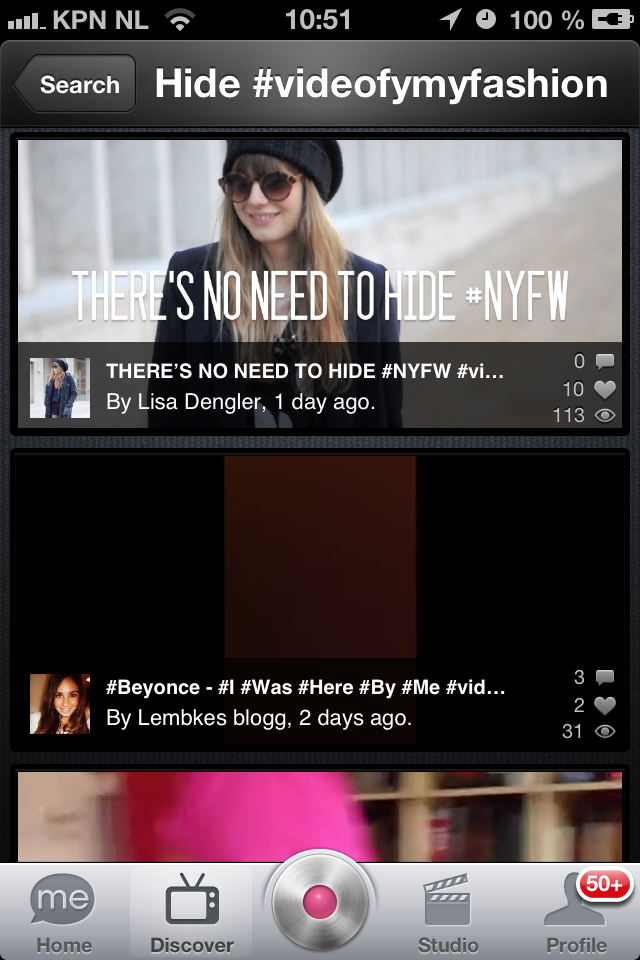 KPN NL 10:51 100 %
Search Hide #videofymyfashion
THERE'S NO NEED TO HIDE #NYFW
THERE’S NO NEED TO HIDE #NYFW #vi...
By Lisa Dengler, 1 day ago.
0
10
113
#Beyonce - #I #Was #Here #By #Me #vid...
By Lembkes blogg, 2 days ago.
3
2
31
me
50+
Home Discover Studio Profile